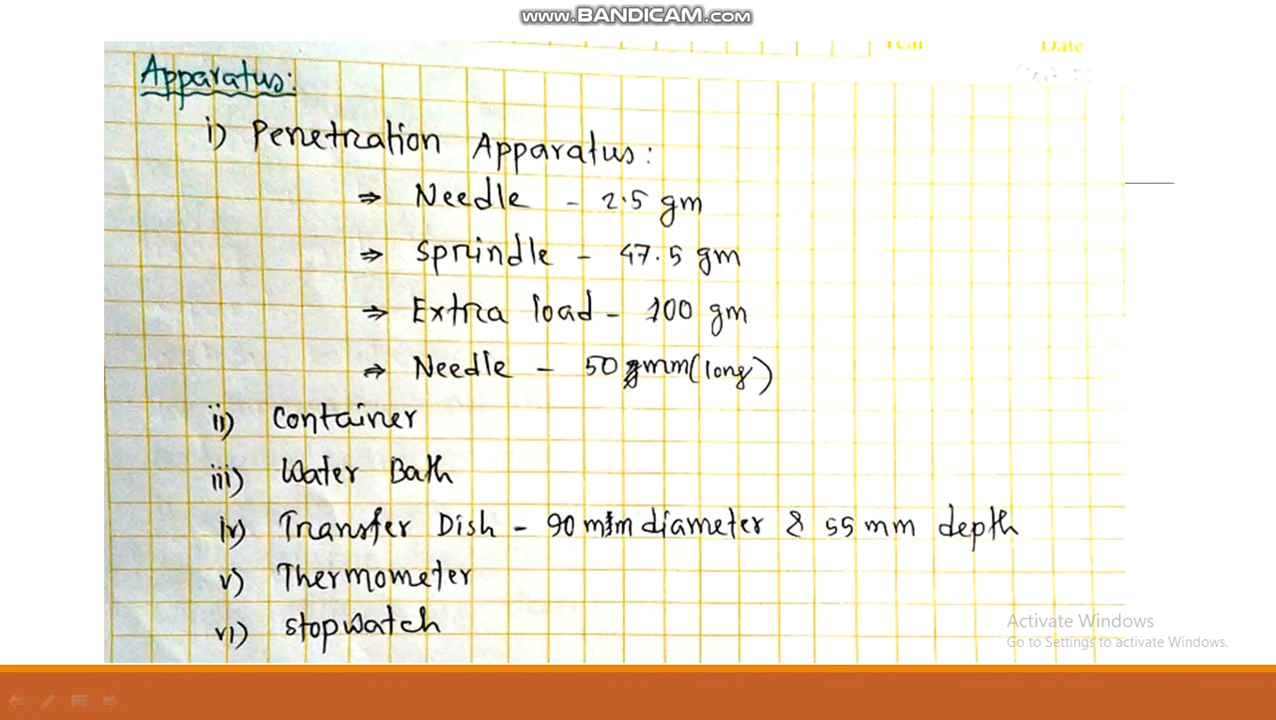 www.BANDICAM.com
Year Date
Apparatus:
i) Penetration Apparatus:
⇒ Needle - 2.5 gm
⇒ Sprindle - 47.5 gm
⇒ Extra load - 100 gm
⇒ Needle - 50 mm (long)
ii) Container
iii) Water Bath
iv) Transfer Dish - 90 mm diameter & 55 mm depth
v) Thermometer
vi) stopwatch
Activate Windows
Go to Settings to activate Windows.